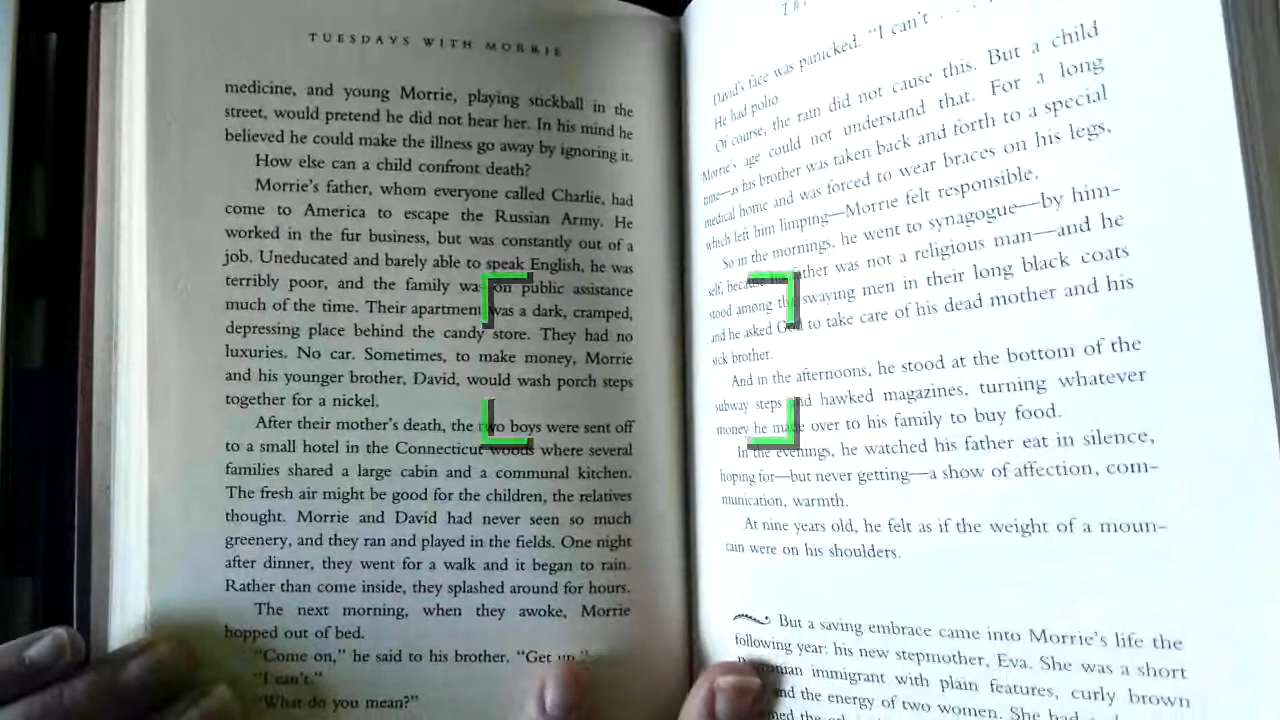 TUESDAYS WITH MORRIE
medicine, and young Morrie, playing stickball in the
street, would pretend he did not hear her. In his mind he
believed he could make the illness go away by ignoring it.
How else can a child confront death?
Morrie's father, whom everyone called Charlie, had
come to America to escape the Russian Army. He
worked in the fur business, but was constantly out of a
job. Uneducated and barely able to speak English, he was
terribly poor, and the family was on public assistance
much of the time. Their apartment was a dark, cramped,
depressing place behind the candy store. They had no
luxuries. No car. Sometimes, to make money, Morrie
and his younger brother, David, would wash porch steps
together for a nickel.
After their mother's death, the two boys were sent off
to a small hotel in the Connecticut woods where several
families shared a large cabin and a communal kitchen.
The fresh air might be good for the children, the relatives
thought. Morrie and David had never seen so much
greenery, and they ran and played in the fields. One night
after dinner, they went for a walk and it began to rain.
Rather than come inside, they splashed around for hours.
The next morning, when they awoke, Morrie
hopped out of bed.
"Come on," he said to his brother. "Get up."
"I can't."
"What do you mean?"
David's face was panicked. "I can't . . .
He had polio.
Of course, the rain did not cause this. But a child
Morrie's age could not understand that. For a long
time—as his brother was taken back and forth to a special
medical home and was forced to wear braces on his legs,
which left him limping—Morrie felt responsible.
So in the mornings, he went to synagogue—by him-
self, because his father was not a religious man—and he
stood among the swaying men in their long black coats
and he asked God to take care of his dead mother and his
sick brother.
And in the afternoons, he stood at the bottom of the
subway steps and hawked magazines, turning whatever
money he made over to his family to buy food.
In the evenings, he watched his father eat in silence,
hoping for—but never getting—a show of affection, com-
munication, warmth.
At nine years old, he felt as if the weight of a moun-
tain were on his shoulders.
But a saving embrace came into Morrie's life the
following year: his new stepmother, Eva. She was a short
immigrant with plain features, curly brown
and the energy of two women. She had
the